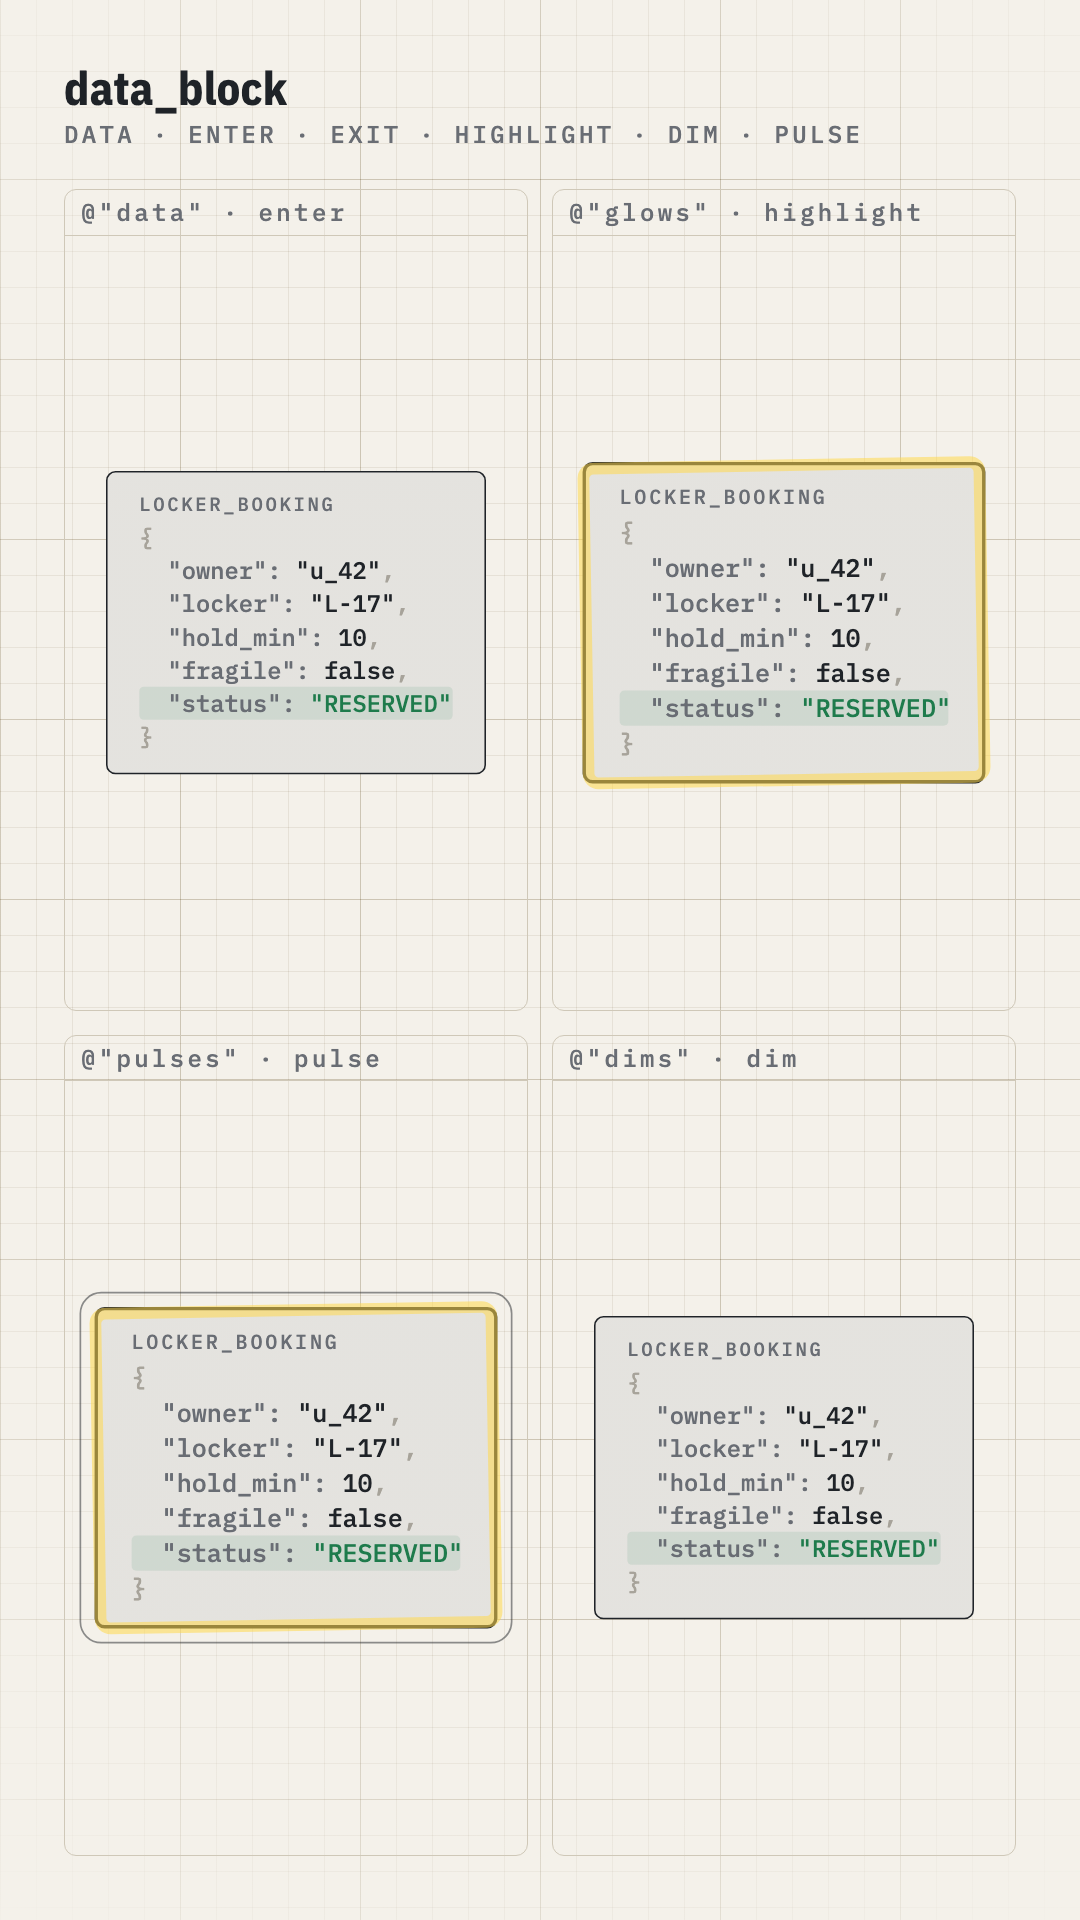 data_block
DATA · ENTER · EXIT · HIGHLIGHT · DIM · PULSE
@"data" · enter
LOCKER_BOOKING
{
"owner": "u_42",
"locker": "L-17",
"hold_min": 10,
"fragile": false,
"status": "RESERVED"
}
@"glows" · highlight
LOCKER_BOOKING
{
"owner": "u_42",
"locker": "L-17",
"hold_min": 10,
"fragile": false,
"status": "RESERVED"
}
@"pulses" · pulse
LOCKER_BOOKING
{
"owner": "u_42",
"locker": "L-17",
"hold_min": 10,
"fragile": false,
"status": "RESERVED"
}
@"dims" · dim
LOCKER_BOOKING
{
"owner": "u_42",
"locker": "L-17",
"hold_min": 10,
"fragile": false,
"status": "RESERVED"
}